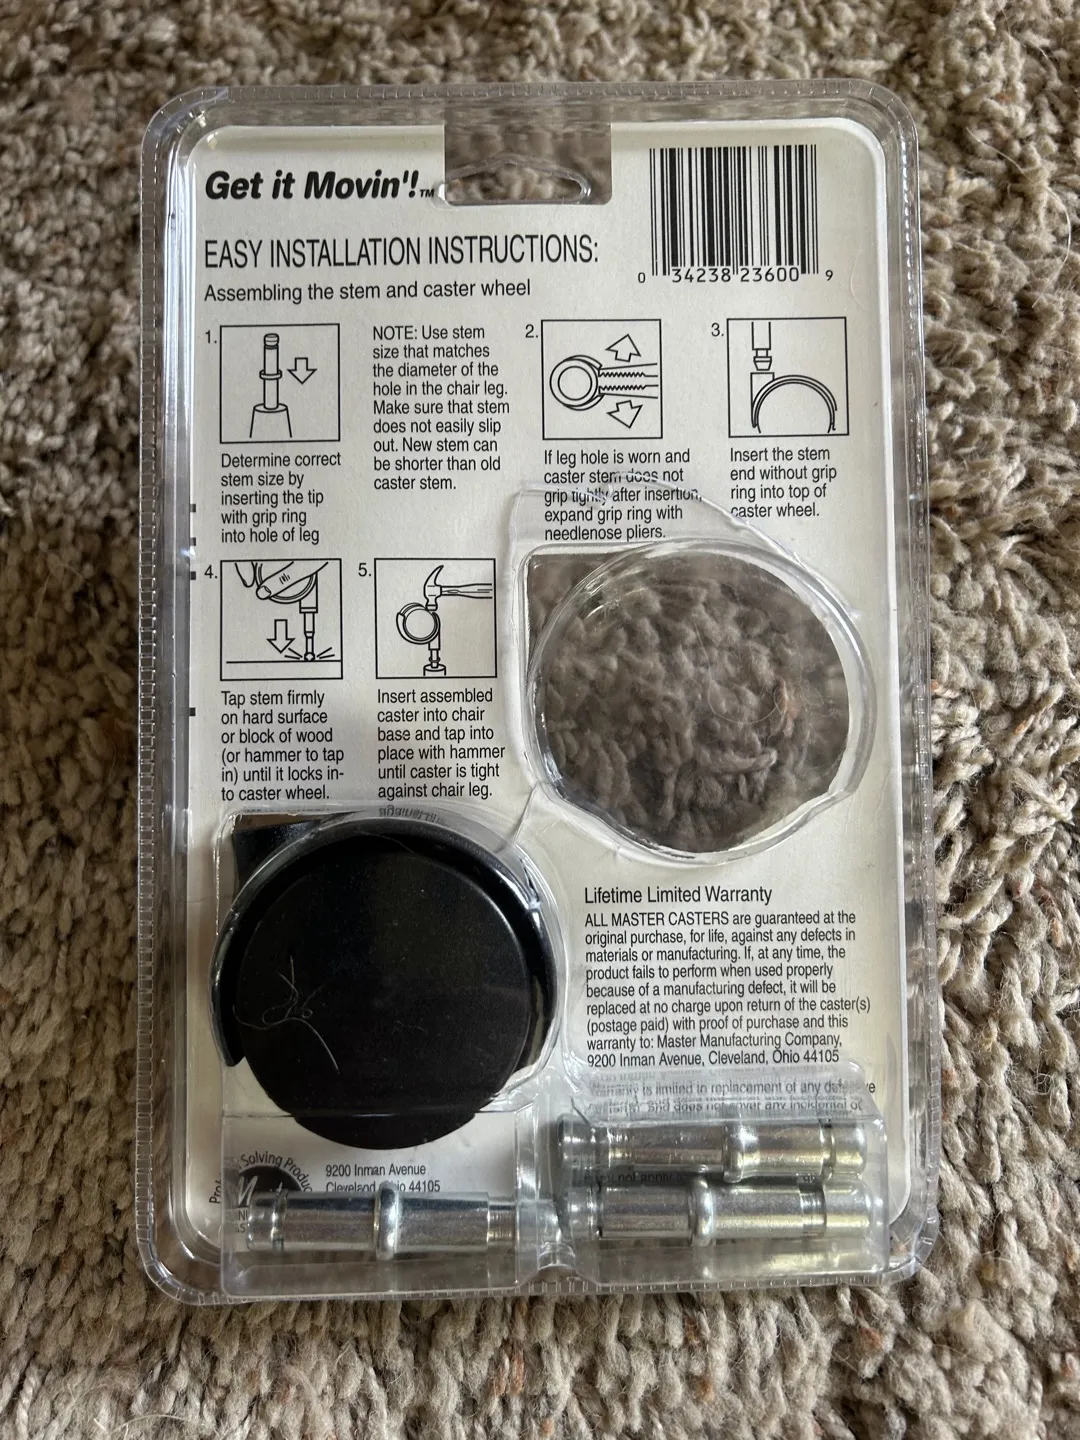 Get it Movin'!™
0 34238 23600 9
EASY INSTALLATION INSTRUCTIONS:
Assembling the stem and caster wheel
1.
Determine correct
stem size by
inserting the tip
with grip ring
into hole of leg
NOTE: Use stem
size that matches
the diameter of the
hole in the chair leg.
Make sure that stem
does not easily slip
out. New stem can
be shorter than old
caster stem.
2.
If leg hole is worn and
caster stem does not
grip tightly after insertion,
expand grip ring with
needlenose pliers.
3.
Insert the stem
end without grip
ring into top of
caster wheel.
4.
Tap stem firmly
on hard surface
or block of wood
(or hammer to tap
in) until it locks in-
to caster wheel.
5.
Insert assembled
caster into chair
base and tap into
place with hammer
until caster is tight
against chair leg.
Lifetime Limited Warranty
ALL MASTER CASTERS are guaranteed at the
original purchase, for life, against any defects in
materials or manufacturing. If, at any time, the
product fails to perform when used properly
because of a manufacturing defect, it will be
replaced at no charge upon return of the caster(s)
(postage paid) with proof of purchase and this
warranty to: Master Manufacturing Company,
9200 Inman Avenue, Cleveland, Ohio 44105
warranty is limited to replacement of any
and does not cover any incidental or
not
Solving
9200 Inman Avenue
Cleveland 44105